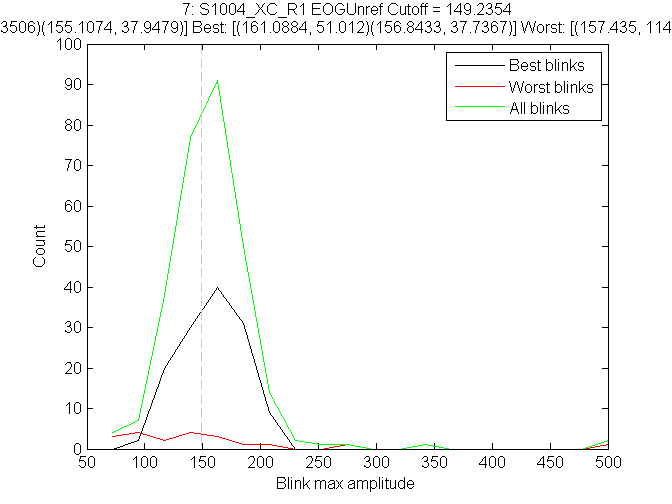 7: S1004_XC_R1 EOGUnref Cutoff = 149.2354
3506)(155.1074, 37.9479)] Best: [(161.0884, 51.012)(156.8433, 37.7367)] Worst: [(157.435, 114
100
90
80
70
60
50
40
30
20
10
0
Count
Best blinks
Worst blinks
All blinks
50 100 150 200 250 300 350 400 450 500
Blink max amplitude